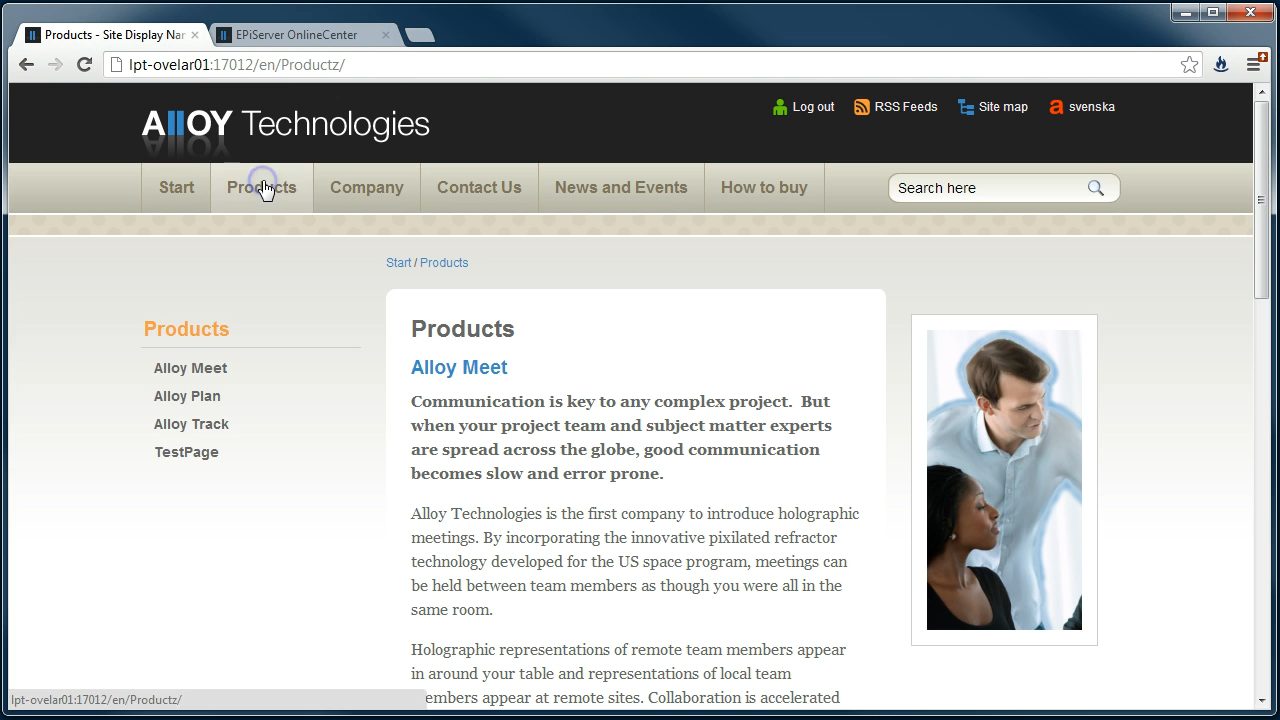 Products - Site Display Nar
EPiServer OnlineCenter
lpt-ovelar01:17012/en/Productz/
Alloy Technologies
Log out
RSS Feeds
Site map
svenska
Start
Products
Company
Contact Us
News and Events
How to buy
Search here
Start / Products
Products
Alloy Meet
Alloy Plan
Alloy Track
TestPage
Products
Alloy Meet
Communication is key to any complex project. But
when your project team and subject matter experts
are spread across the globe, good communication
becomes slow and error prone.
Alloy Technologies is the first company to introduce holographic
meetings. By incorporating the innovative pixilated refractor
technology developed for the US space program, meetings can
be held between team members as though you were all in the
same room.
Holographic representations of remote team members appear
in around your table and representations of local team
members appear at remote sites. Collaboration is accelerated
lpt-ovelar01:17012/en/Productz/